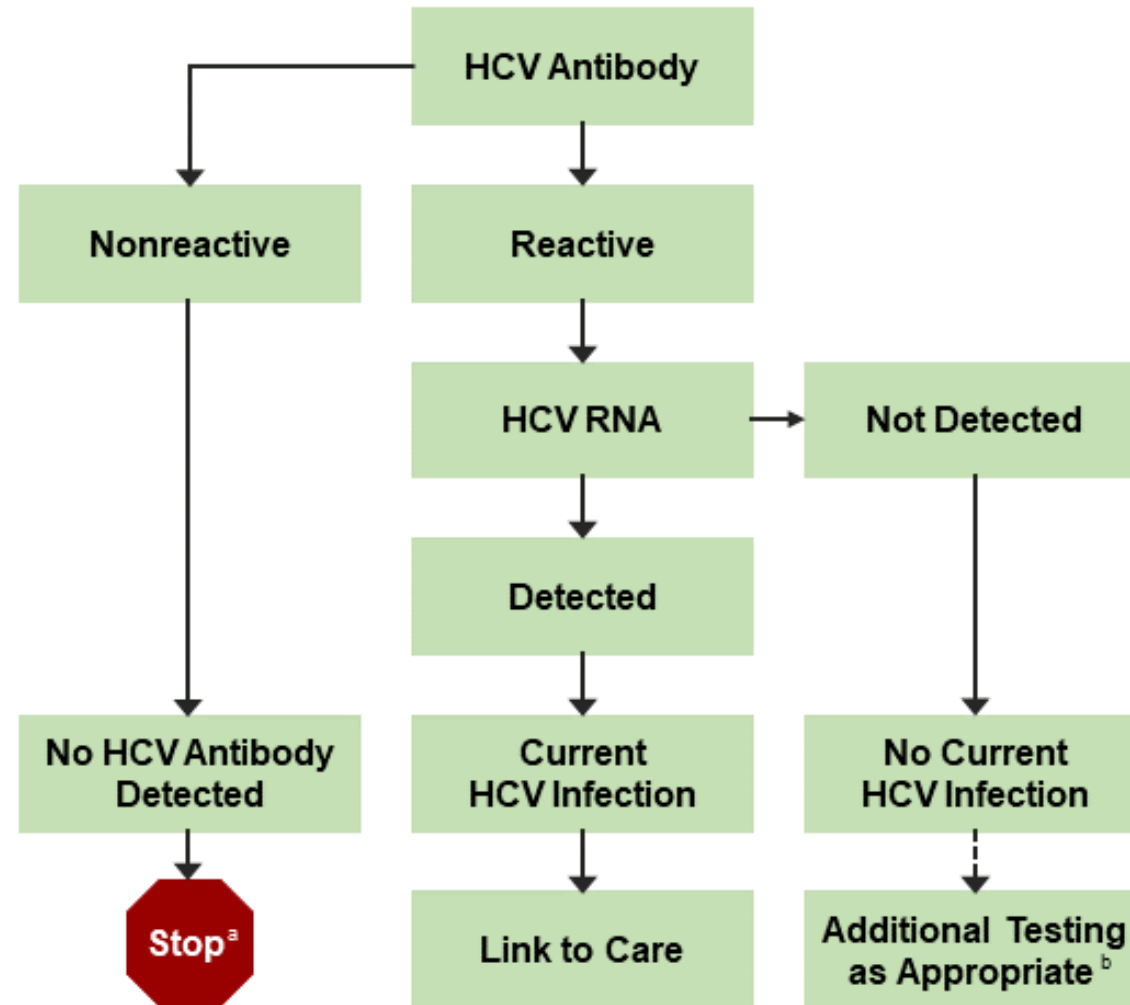 HCV Antibody
Nonreactive
Reactive
HCV RNA
Not Detected
Detected
No HCV Antibody
Detected
Current
HCV Infection
No Current
HCV Infection
Stop a
Link to Care
Additional Testing
as Appropriate b